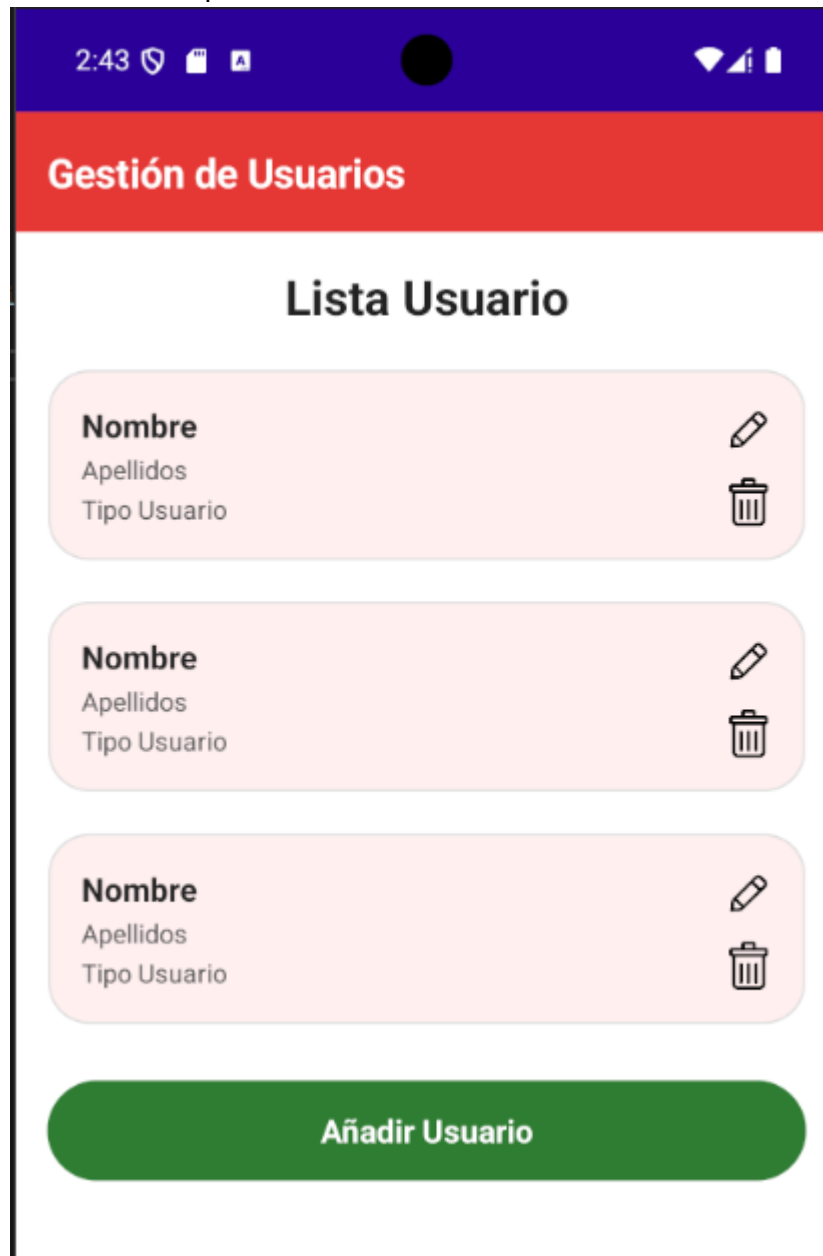 2:43
Gestión de Usuarios
Lista Usuario
Nombre
Apellidos
Tipo Usuario
Nombre
Apellidos
Tipo Usuario
Nombre
Apellidos
Tipo Usuario
Añadir Usuario